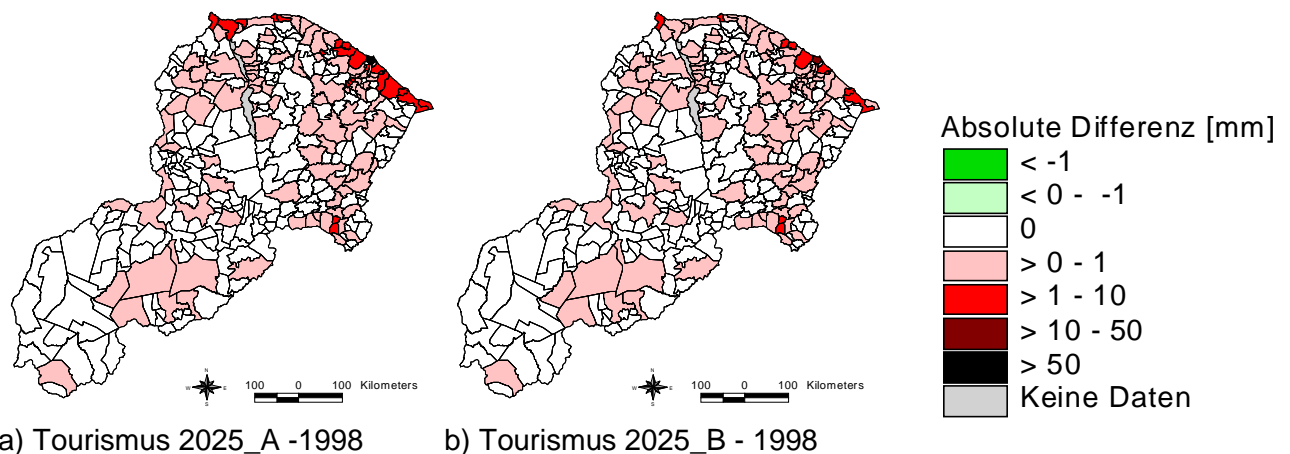 N
W E
S
100 0 100 Kilometers
N
W E
S
100 0 100 Kilometers
a) Tourismus 2025_A -1998
b) Tourismus 2025_B - 1998
Absolute Differenz [mm]
< -1
< 0 - -1
0
> 0 - 1
> 1 - 10
> 10 - 50
> 50
Keine Daten